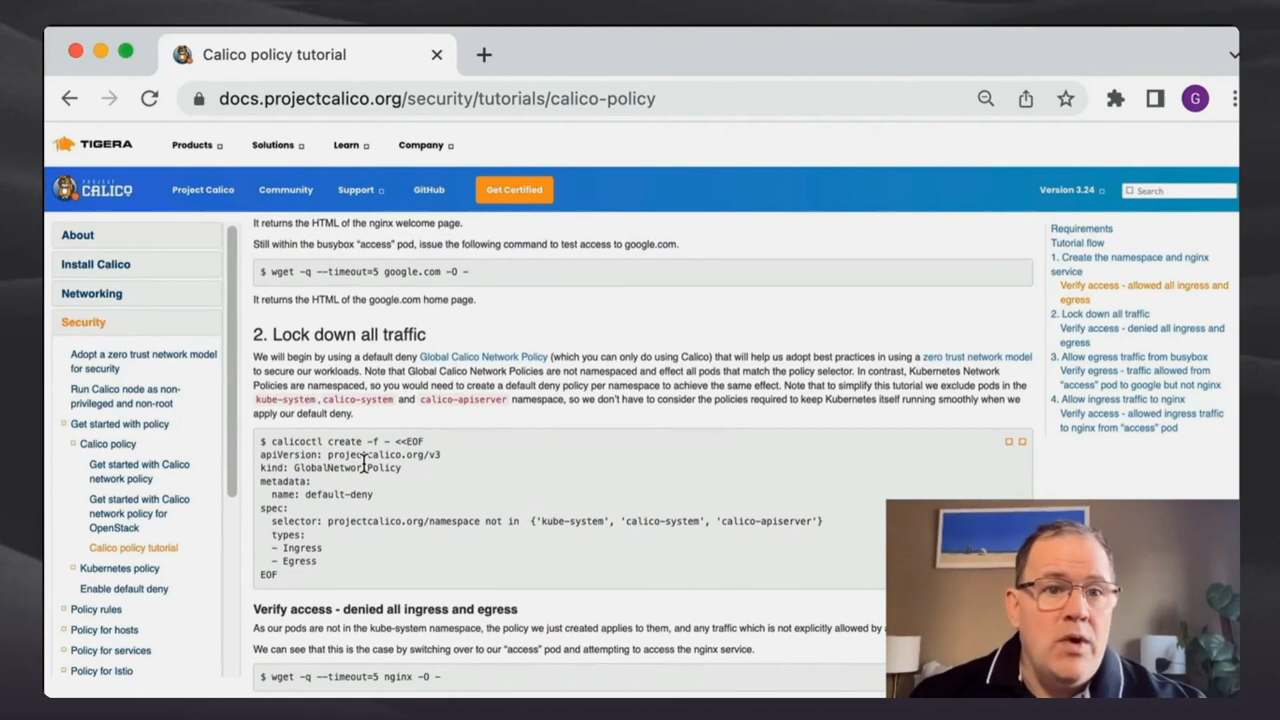 Calico policy tutorial
docs.projectcalico.org/security/tutorials/calico-policy
G
TIGERA
Products
Solutions
Learn
Company
PROJECT
CALICO
Project Calico
Community
Support
GitHub
Get Certified
Version 3.24
Search
About
Install Calico
Networking
Security
Adopt a zero trust network model
for security
Run Calico node as non-
privileged and non-root
Get started with policy
Calico policy
Get started with Calico
network policy
Get started with Calico
network policy for
OpenStack
Calico policy tutorial
Kubernetes policy
Enable default deny
Policy rules
Policy for hosts
Policy for services
Policy for Istio
It returns the HTML of the nginx welcome page.
Still within the busybox “access” pod, issue the following command to test access to google.com.
$ wget -q --timeout=5 google.com -O -
It returns the HTML of the google.com home page.
2. Lock down all traffic
We will begin by using a default deny Global Calico Network Policy (which you can only do using Calico) that will help us adopt best practices in using a zero trust network model
to secure our workloads. Note that Global Calico Network Policies are not namespaced and effect all pods that match the policy selector. In contrast, Kubernetes Network
Policies are namespaced, so you would need to create a default deny policy per namespace to achieve the same effect. Note that to simplify this tutorial we exclude pods in the
kube-system, calico-system and calico-apiserver namespace, so we don't have to consider the policies required to keep Kubernetes itself running smoothly when we
apply our default deny.
$ calicoctl create -f - <<EOF
apiVersion: projectcalico.org/v3
kind: GlobalNetworkPolicy
metadata:
name: default-deny
spec:
selector: projectcalico.org/namespace not in {'kube-system', 'calico-system', 'calico-apiserver'}
types:
- Ingress
- Egress
EOF
Verify access - denied all ingress and egress
As our pods are not in the kube-system namespace, the policy we just created applies to them, and any traffic which is not explicitly allowed by
We can see that this is the case by switching over to our “access” pod and attempting to access the nginx service.
$ wget -q --timeout=5 nginx -O -
Requirements
Tutorial flow
1. Create the namespace and nginx
service
Verify access - allowed all ingress and
egress
2. Lock down all traffic
Verify access - denied all ingress and
egress
3. Allow egress traffic from busybox
Verify egress - traffic allowed from
“access” pod to google but not nginx
4. Allow ingress traffic to nginx
Verify access - allowed ingress traffic
to nginx from “access” pod